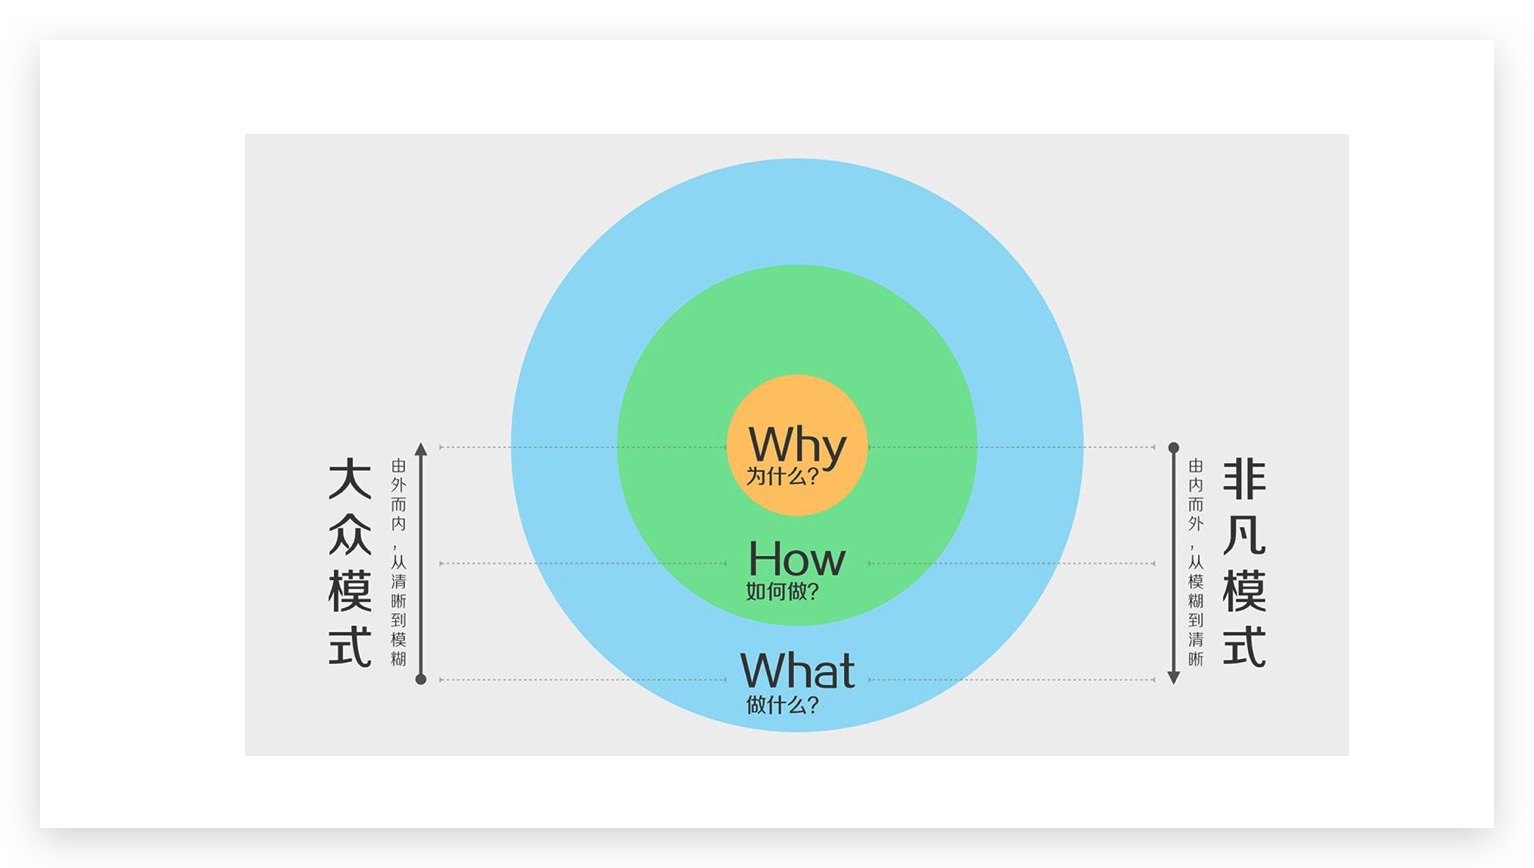 大众模式
由外而内,从清晰到模糊
Why
为什么?
How
如何做?
What
做什么?
由内而外,从模糊到清晰
非凡模式